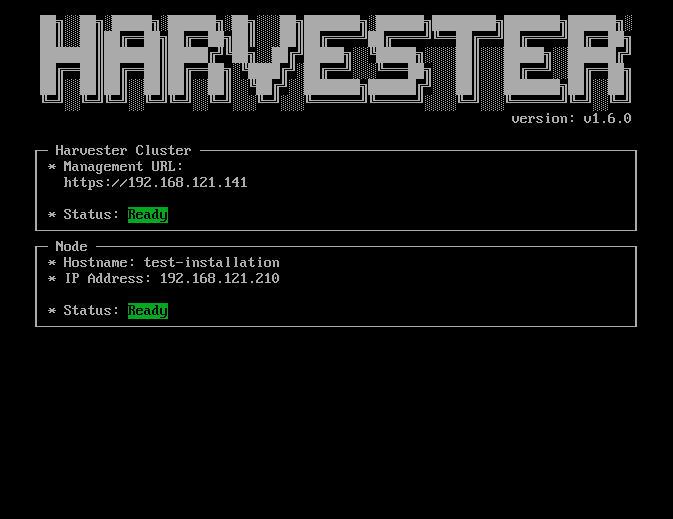 HARVESTER
version: v1.6.0
Harvester Cluster
* Management URL:
https://192.168.121.141
* Status: Ready
Node
* Hostname: test-installation
* IP Address: 192.168.121.210
* Status: Ready